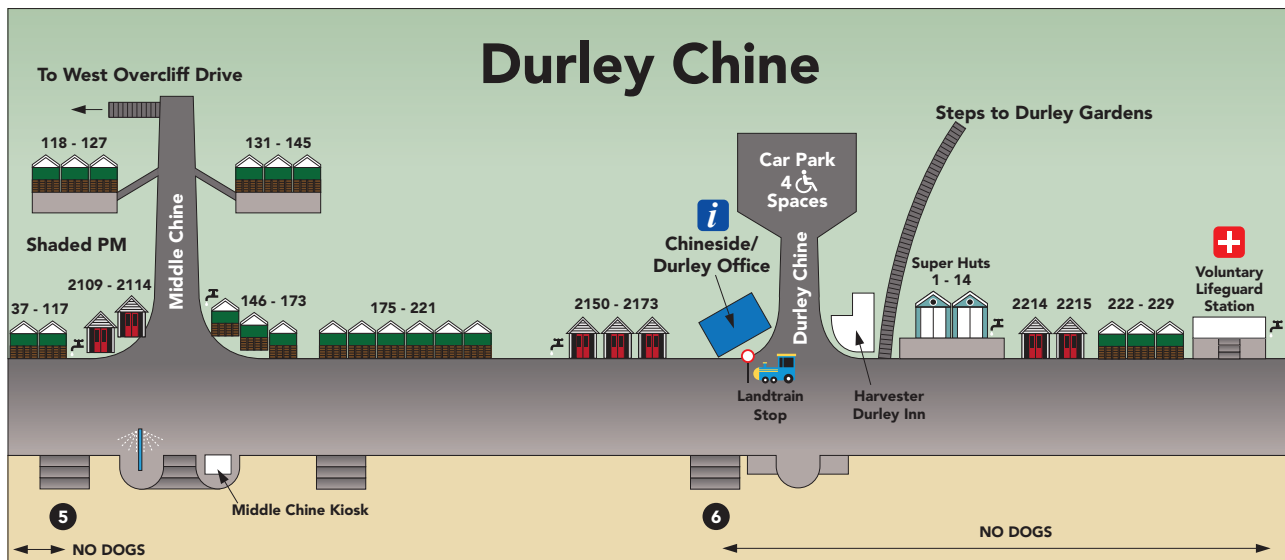 Durley Chine
To West Overcliff Drive
118 - 127
131 - 145
Middle Chine
Shaded PM
37 - 117
2109 - 2114
146 - 173
175 - 221
2150 - 2173
i
Chineside/
Durley Office
Car Park
4
Spaces
Durley Chine
Steps to Durley Gardens
Super Huts
1 - 14
2214
2215
222 - 229
Voluntary
Lifeguard
Station
Landtrain
Stop
Harvester
Durley Inn
Middle Chine Kiosk
5
6
NO DOGS
NO DOGS